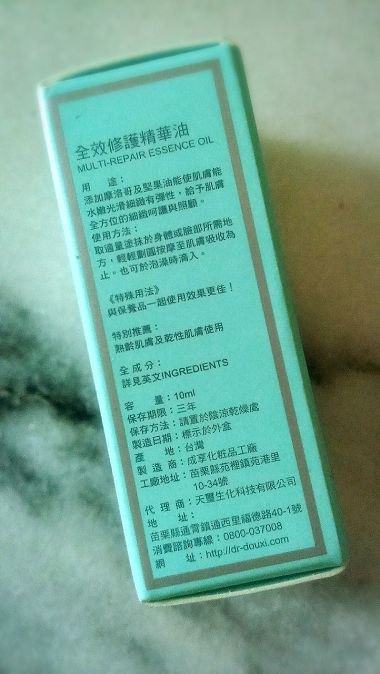 全效修護精華油
MULTI-REPAIR ESSENCE OIL
用　途：
添加摩洛哥及堅果油能使肌膚能
水嫩光滑細緻有彈性，給予肌膚
全方位的細緻呵護與照顧。
使用方法：
取適量塗抹於身體或臉部所需地
方，輕輕劃圓按摩至肌膚吸收為
止。也可於泡澡時滴入。
《特殊用法》
與保養品一起使用效果更佳！
特別推薦：
熟齡肌膚及乾性肌膚使用
全 成 分：
詳見英文INGREDIENTS
容　　量：10ml
保存期限：三年
保存方法：請置於陰涼乾燥處
製造日期：標示於外盒
產　　地：台灣
製 造 商：成享化粧品工廠
工廠地址：苗栗縣苑裡鎮苑港里
10-34號
代 理 商：天璽生化科技有限公司
地　　址：
苗栗縣通霄鎮通西里福德路40-1號
消費諮詢專線：0800-037008
網　　址：http://dr-douxi.com